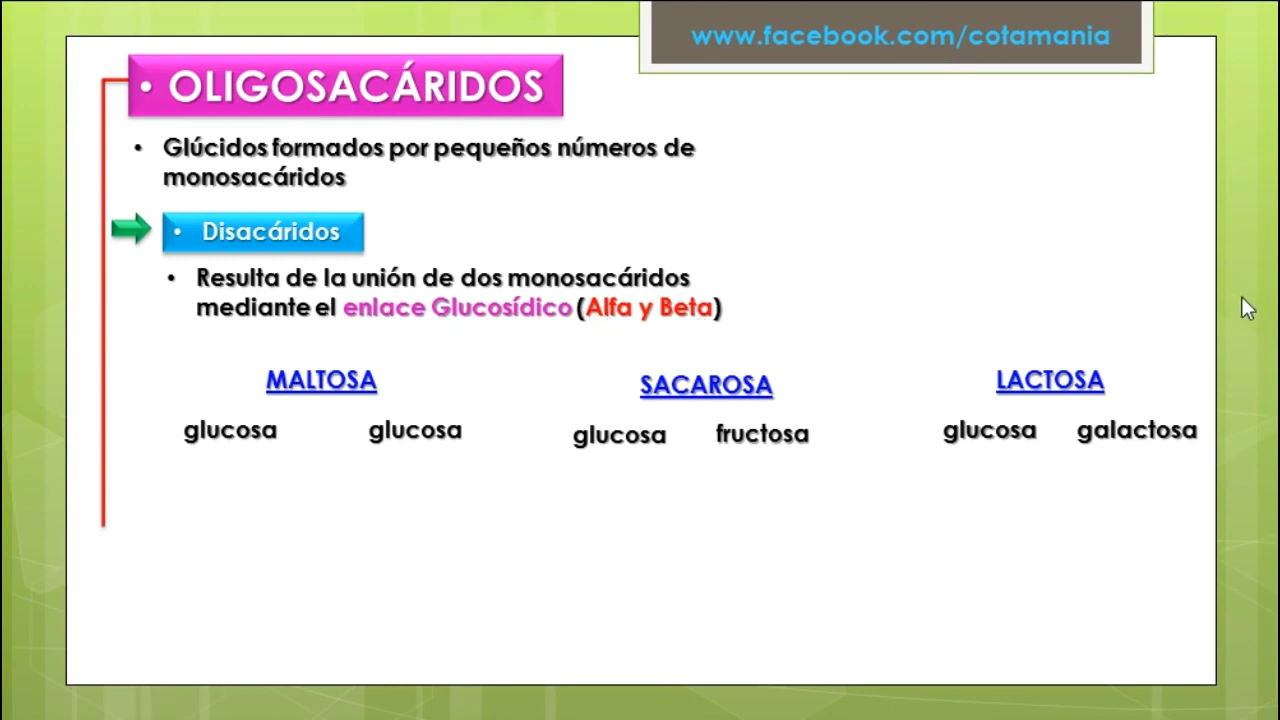 www.facebook.com/cotamania
• OLIGOSACÁRIDOS
• Glúcidos formados por pequeños números de
monosacáridos
• Disacáridos
• Resulta de la unión de dos monosacáridos
mediante el enlace Glucosídico (Alfa y Beta)
MALTOSA SACAROSA LACTOSA
glucosa glucosa glucosa fructosa glucosa galactosa